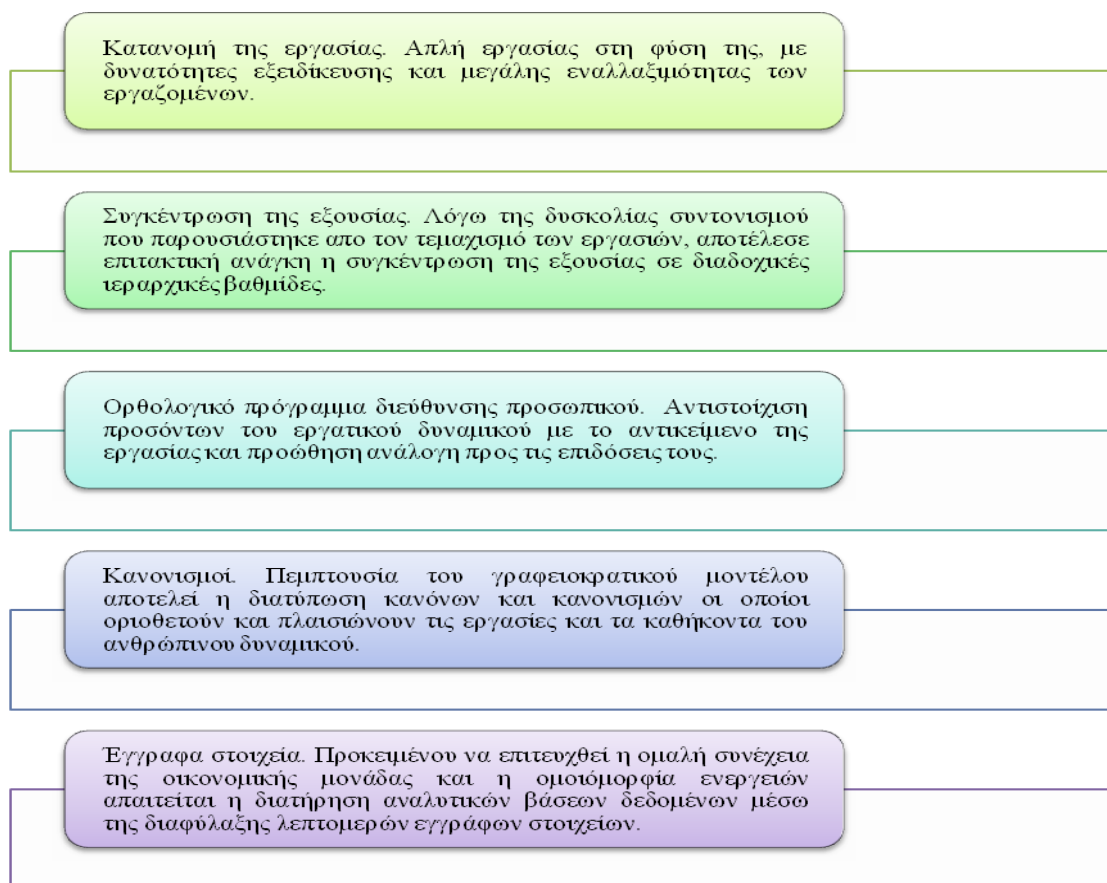 Κατανομή της εργασίας. Απλή εργασίας στη φύση της, με
δυνατότητες εξειδίκευσης και μεγάλης εναλλαξιμότητας των
εργαζομένων.
Συγκέντρωση της εξουσίας. Λόγω της δυσκολίας συντονισμού
που παρουσιάστηκε απο τον τεμαχισμό των εργασιών, αποτέλεσε
επιτακτική ανάγκη η συγκέντρωση της εξουσίας σε διαδοχικές
ιεραρχικές βαθμίδες.
Ορθολογικό πρόγραμμα διεύθυνσης προσωπικού. Αντιστοίχιση
προσόντων του εργατικού δυναμικού με το αντικείμενο της
εργασίας και προώθηση ανάλογη προς τις επιδόσεις τους.
Κανονισμοί. Πεμπτουσία του γραφειοκρατικού μοντέλου
αποτελεί η διατύπωση κανόνων και κανονισμών οι οποίοι
οριοθετούν και πλαισιώνουν τις εργασίες και τα καθήκοντα του
ανθρώπινου δυναμικού.
Έγγραφα στοιχεία. Προκειμένου να επιτευχθεί η ομαλή συνέχεια
της οικονομικής μονάδας και η ομοιόμορφία ενεργειών
απαιτείται η διατήρηση αναλυτικών βάσεων δεδομένων μέσω
της διαφύλαξης λεπτομερών εγγράφων στοιχείων.